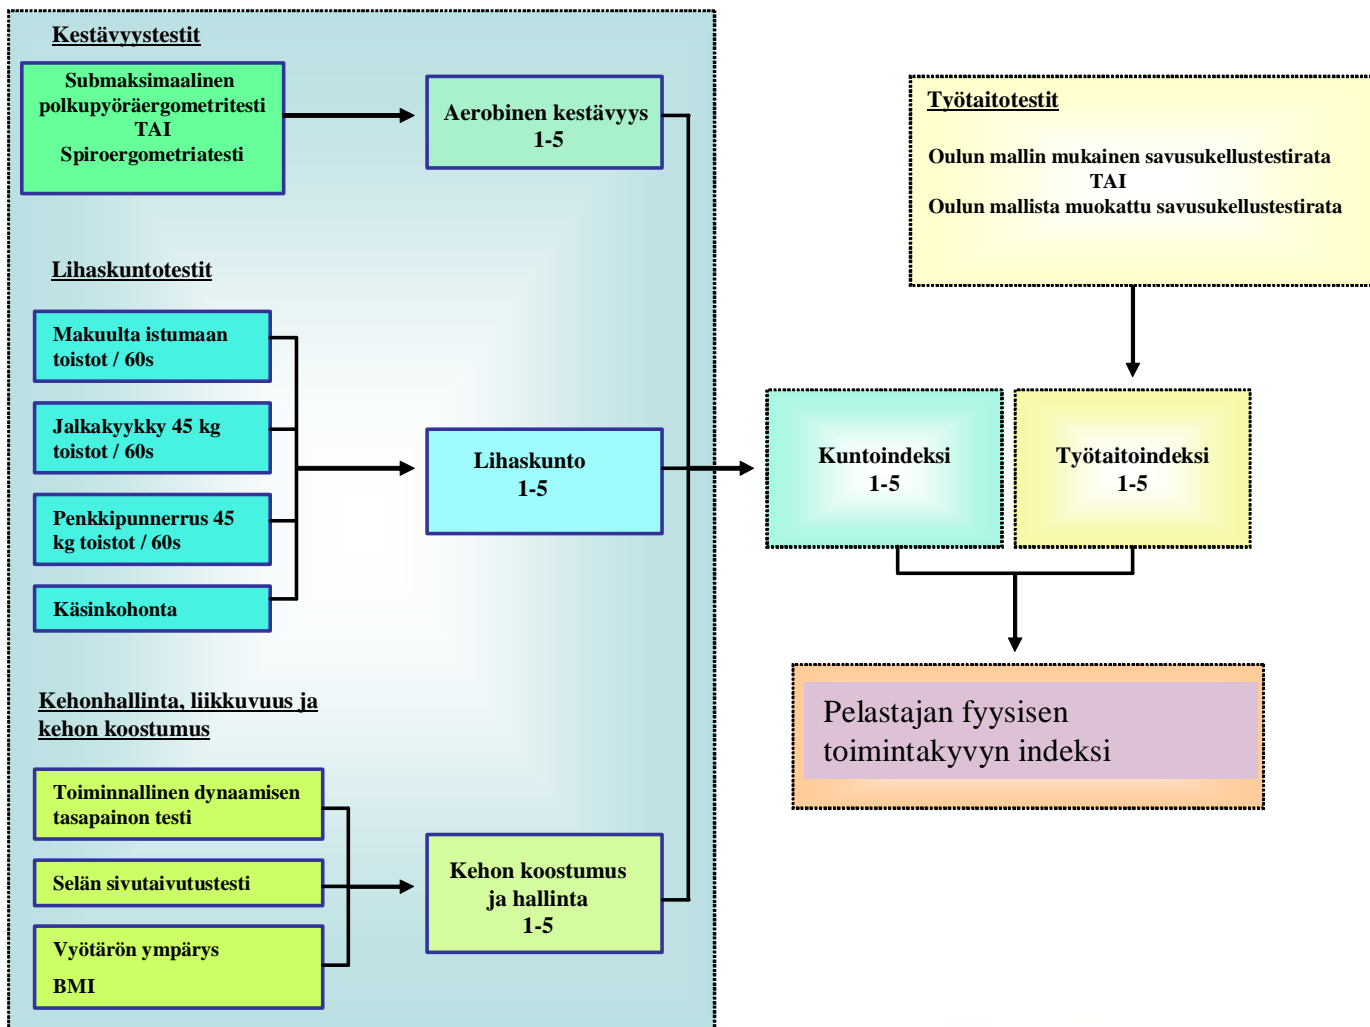 Kestävyystestit
Submaksimaalinen
polkupyöräergometritesti
TAI
Spiroergometriatesti
Aerobinen kestävyys
1-5
Lihaskuntotestit
Makuulta istumaan
toistot / 60s
Jalkakyykky 45 kg
toistot / 60s
Penkkipunnerrus 45
kg toistot / 60s
Käsinkohonta
Lihaskunto
1-5
Kehonhallinta, liikkuvuus ja
kehon koostumus
Toiminnallinen dynaamisen
tasapainon testi
Selän sivutaivutustesti
Vyötärön ympärys
BMI
Kehon koostumus
ja hallinta
1-5
Työtaitotestit
Oulun mallin mukainen savusukellustestirata
TAI
Oulun mallista muokattu savusukellustestirata
Kuntoindeksi
1-5
Työtaitoindeksi
1-5
Pelastajan fyysisen
toimintakyvyn indeksi